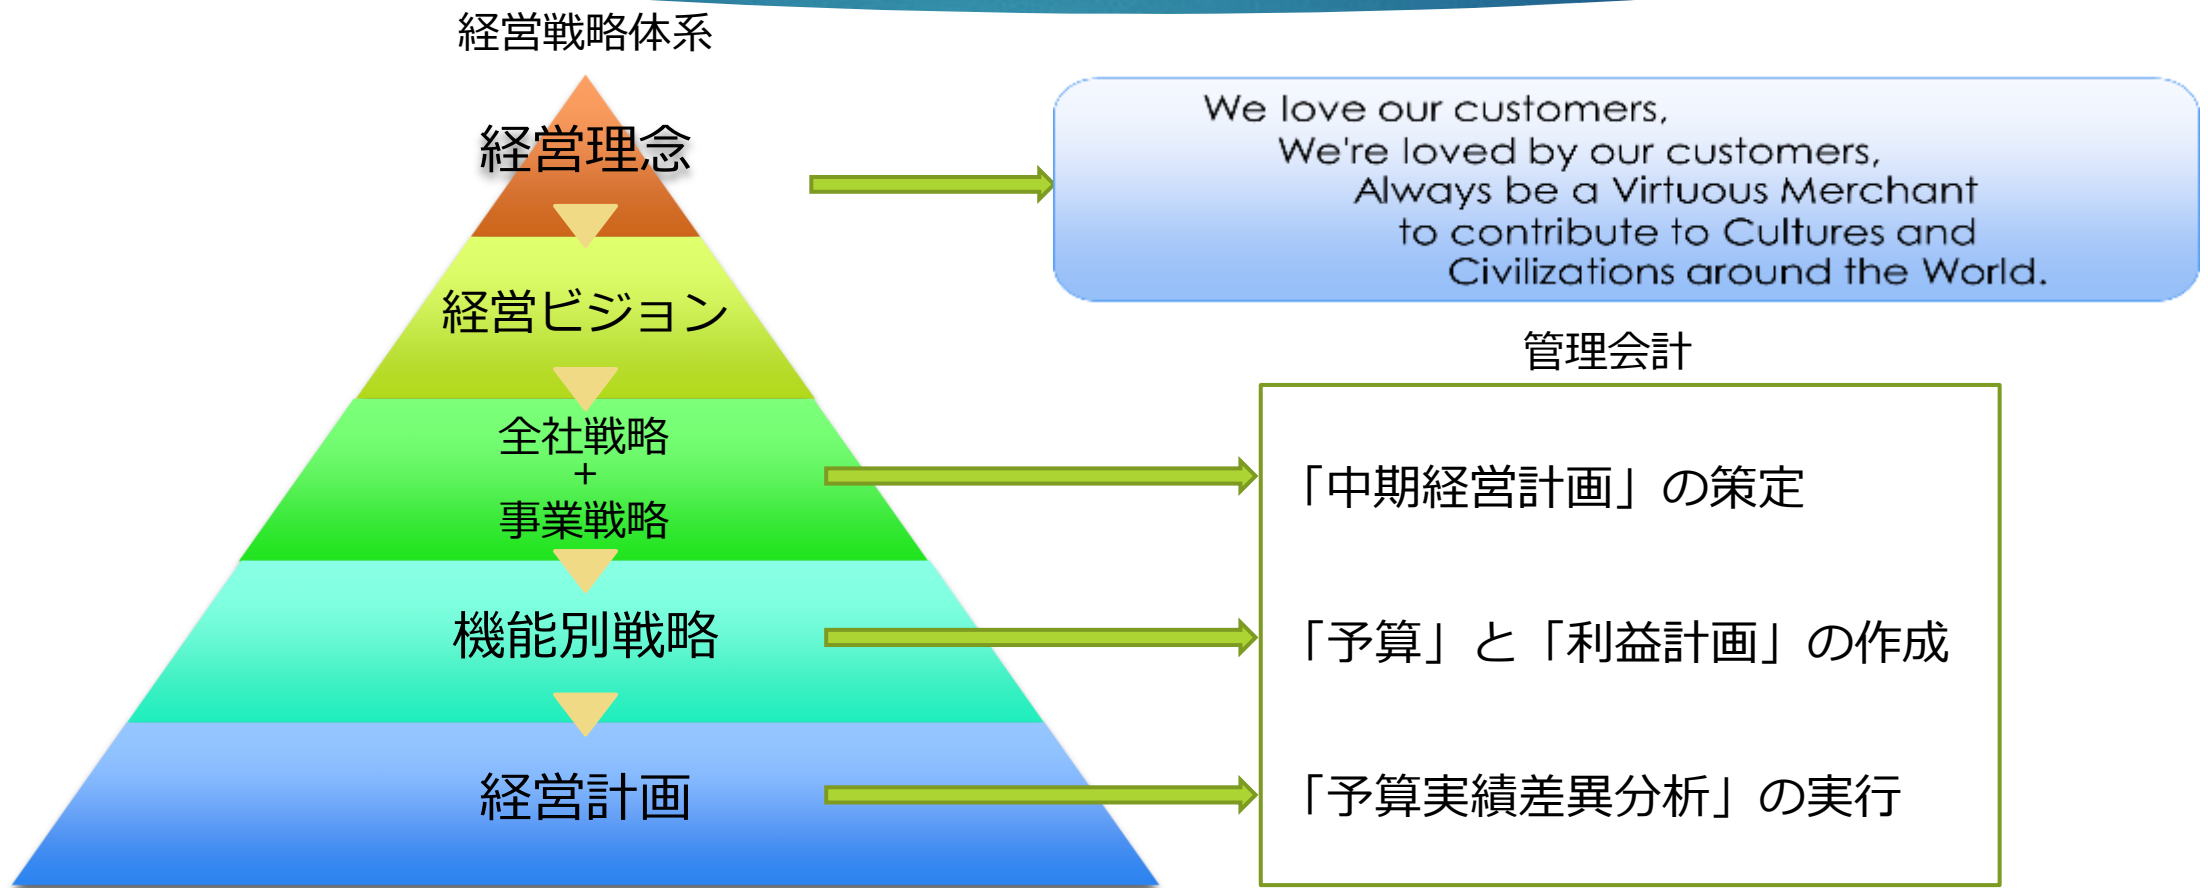 経営戦略体系
経営理念
経営ビジョン
全社戦略
+
事業戦略
機能別戦略
経営計画
We love our customers,
We're loved by our customers,
Always be a Virtuous Merchant
to contribute to Cultures and
Civilizations around the World.
管理会計
「中期経営計画」の策定
「予算」と「利益計画」の作成
「予算実績差異分析」の実行